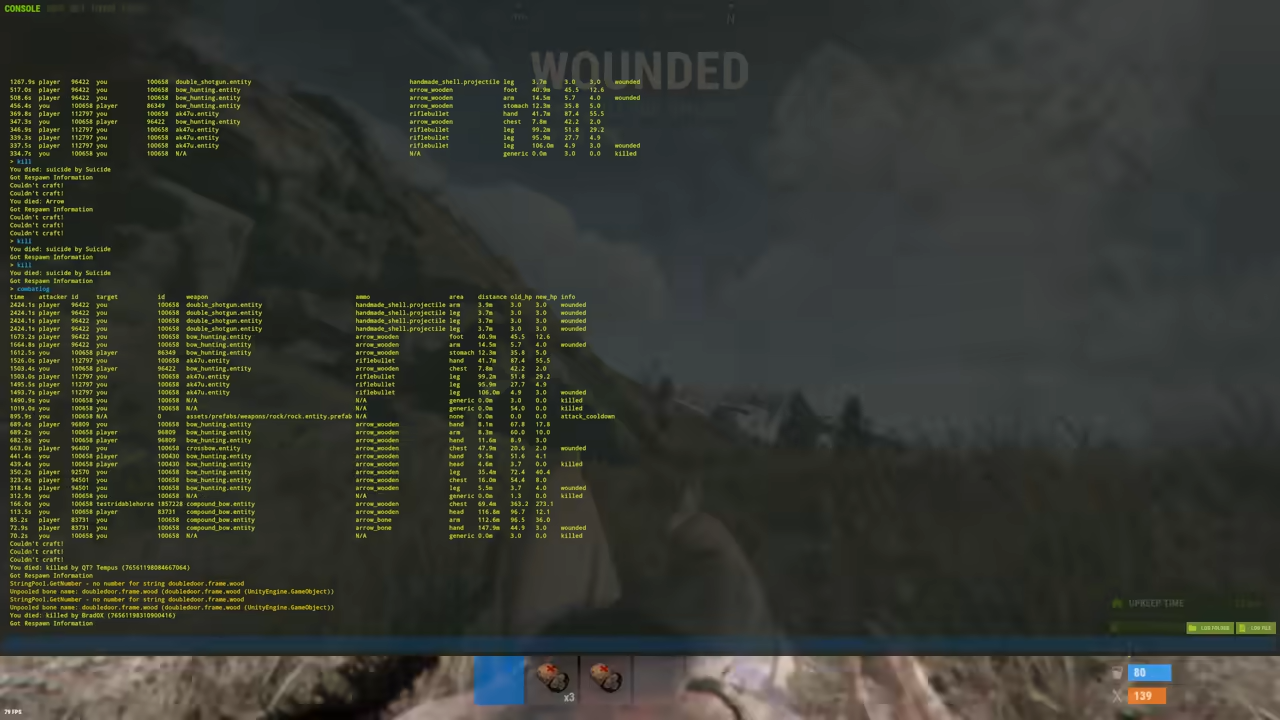 CONSOLE
N
WOUNDED
1267.9s player 96422 you 100658 double_shotgun.entity handmade_shell.projectile leg 3.7m 3.0 3.0 wounded
517.0s player 96422 you 100658 bow_hunting.entity arrow_wooden foot 40.9m 45.5 12.6
508.6s player 96422 you 100658 bow_hunting.entity arrow_wooden arm 14.5m 5.7 4.0 wounded
456.4s you 100658 player 86349 bow_hunting.entity arrow_wooden stomach 12.3m 35.8 5.0
369.8s player 112797 you 100658 ak47u.entity riflebullet hand 41.7m 87.4 55.5
347.3s you 100658 player 96422 bow_hunting.entity arrow_wooden chest 7.8m 42.2 2.0
346.9s player 112797 you 100658 ak47u.entity riflebullet leg 99.2m 51.8 29.2
339.3s player 112797 you 100658 ak47u.entity riflebullet leg 95.9m 27.7 4.9
337.5s player 112797 you 100658 ak47u.entity riflebullet leg 106.0m 4.9 3.0 wounded
334.7s you 100658 you 100658 N/A N/A generic 0.0m 3.0 0.0 killed
> kill
You died: suicide by Suicide
Got Respawn Information
Couldn't craft!
Couldn't craft!
You died: Arrow
Got Respawn Information
Couldn't craft!
Couldn't craft!
Couldn't craft!
> kill
You died: suicide by Suicide
Got Respawn Information
> kill
You died: suicide by Suicide
Got Respawn Information
> combatlog
time attacker id target id weapon ammo area distance old_hp new_hp info
2424.1s player 96422 you 100658 double_shotgun.entity handmade_shell.projectile arm 3.9m 3.0 3.0 wounded
2424.1s player 96422 you 100658 double_shotgun.entity handmade_shell.projectile leg 3.7m 3.0 3.0 wounded
2424.1s player 96422 you 100658 double_shotgun.entity handmade_shell.projectile leg 3.7m 3.0 3.0 wounded
2424.1s player 96422 you 100658 double_shotgun.entity handmade_shell.projectile leg 3.7m 3.0 3.0 wounded
1673.2s player 96422 you 100658 bow_hunting.entity arrow_wooden foot 40.9m 45.5 12.6
1664.8s player 96422 you 100658 bow_hunting.entity arrow_wooden arm 14.5m 5.7 4.0 wounded
1612.5s you 100658 player 86349 bow_hunting.entity arrow_wooden stomach 12.3m 35.8 5.0
1526.0s player 112797 you 100658 ak47u.entity riflebullet hand 41.7m 87.4 55.5
1503.4s you 100658 player 96422 bow_hunting.entity arrow_wooden chest 7.8m 42.2 2.0
1503.0s player 112797 you 100658 ak47u.entity riflebullet leg 99.2m 51.8 29.2
1495.5s player 112797 you 100658 ak47u.entity riflebullet leg 95.9m 27.7 4.9
1493.7s player 112797 you 100658 ak47u.entity riflebullet leg 106.0m 4.9 3.0 wounded
1490.9s you 100658 you 100658 N/A N/A generic 0.0m 3.0 0.0 killed
1019.0s you 100658 you 100658 N/A N/A generic 0.0m 54.0 0.0 killed
895.9s you 100658 N/A 0 assets/prefabs/weapons/rock/rock.entity.prefab N/A none 0.0m 0.0 0.0 attack_cooldown
689.4s player 96809 you 100658 bow_hunting.entity arrow_wooden hand 8.1m 67.8 17.8
689.2s you 100658 player 96809 bow_hunting.entity arrow_wooden arm 8.3m 60.0 10.0
682.5s you 100658 player 96809 bow_hunting.entity arrow_wooden hand 11.6m 8.9 3.0
663.0s player 96400 you 100658 crossbow.entity arrow_wooden chest 47.9m 20.6 2.0 wounded
441.4s you 100658 player 100430 bow_hunting.entity arrow_wooden hand 9.5m 51.6 4.1
439.4s you 100658 player 100430 bow_hunting.entity arrow_wooden head 4.6m 3.7 0.0 killed
350.2s player 92570 you 100658 bow_hunting.entity arrow_wooden leg 35.4m 72.4 40.4
323.9s player 94501 you 100658 bow_hunting.entity arrow_wooden chest 16.0m 54.4 8.0
318.4s player 94501 you 100658 bow_hunting.entity arrow_wooden leg 5.5m 3.7 4.0 wounded
312.9s you 100658 you 100658 N/A N/A generic 0.0m 1.3 0.0 killed
166.0s you 100658 testridablehorse 1857228 compound_bow.entity arrow_wooden chest 69.4m 363.2 273.1
113.5s you 100658 player 83731 compound_bow.entity arrow_wooden head 116.8m 96.7 12.1
85.2s player 83731 you 100658 compound_bow.entity arrow_bone arm 112.6m 96.5 36.0
72.9s player 83731 you 100658 compound_bow.entity arrow_bone hand 147.9m 44.9 3.0 wounded
70.2s you 100658 you 100658 N/A N/A generic 0.0m 3.0 0.0 killed
Couldn't craft!
Couldn't craft!
Couldn't craft!
You died: killed by QT? Tempus (76561198084667064)
Got Respawn Information
StringPool.GetNumber - no number for string doubledoor.frame.wood
Unpooled bone name: doubledoor.frame.wood (doubledoor.frame.wood (UnityEngine.GameObject))
StringPool.GetNumber - no number for string doubledoor.frame.wood
Unpooled bone name: doubledoor.frame.wood (doubledoor.frame.wood (UnityEngine.GameObject))
You died: killed by BradOX (76561198310900416)
Got Respawn Information
UPKEEP TIME
LOG FOLDER
LOG FILE
x3
80
139
79 FPS